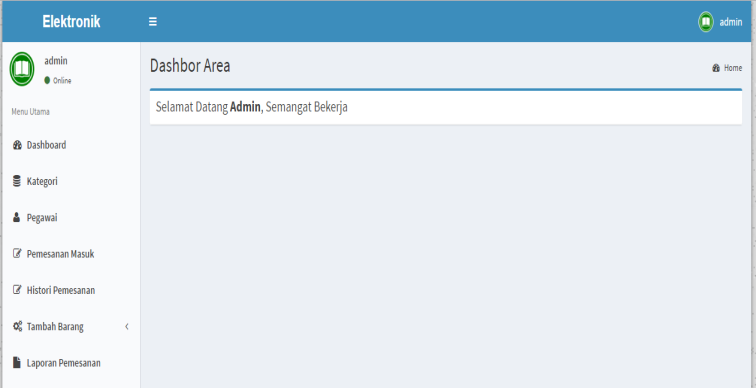 Elektronik
admin
admin
Online
Menu Utama
Dashboard
Kategori
Pegawai
Pemesanan Masuk
Histori Pemesanan
Tambah Barang
Laporan Pemesanan
Dashbor Area
Home
Selamat Datang Admin, Semangat Bekerja